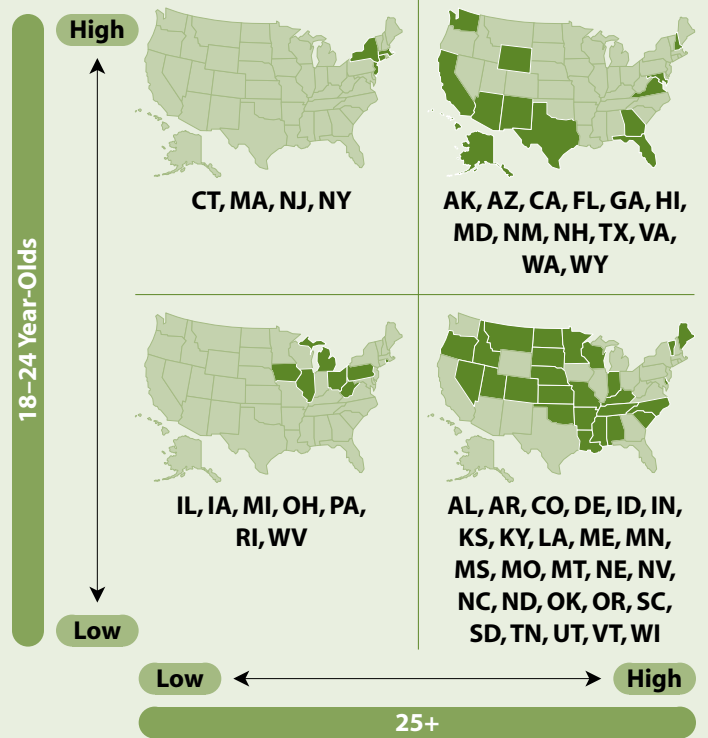 High
CT, MA, NJ, NY
AK, AZ, CA, FL, GA, HI,
MD, NM, NH, TX, VA,
WA, WY
18–24 Year-Olds
IL, IA, MI, OH, PA,
RI, WV
AL, AR, CO, DE, ID, IN,
KS, KY, LA, ME, MN,
MS, MO, MT, NE, NV,
NC, ND, OK, OR, SC,
SD, TN, UT, VT, WI
Low
Low
High
25+